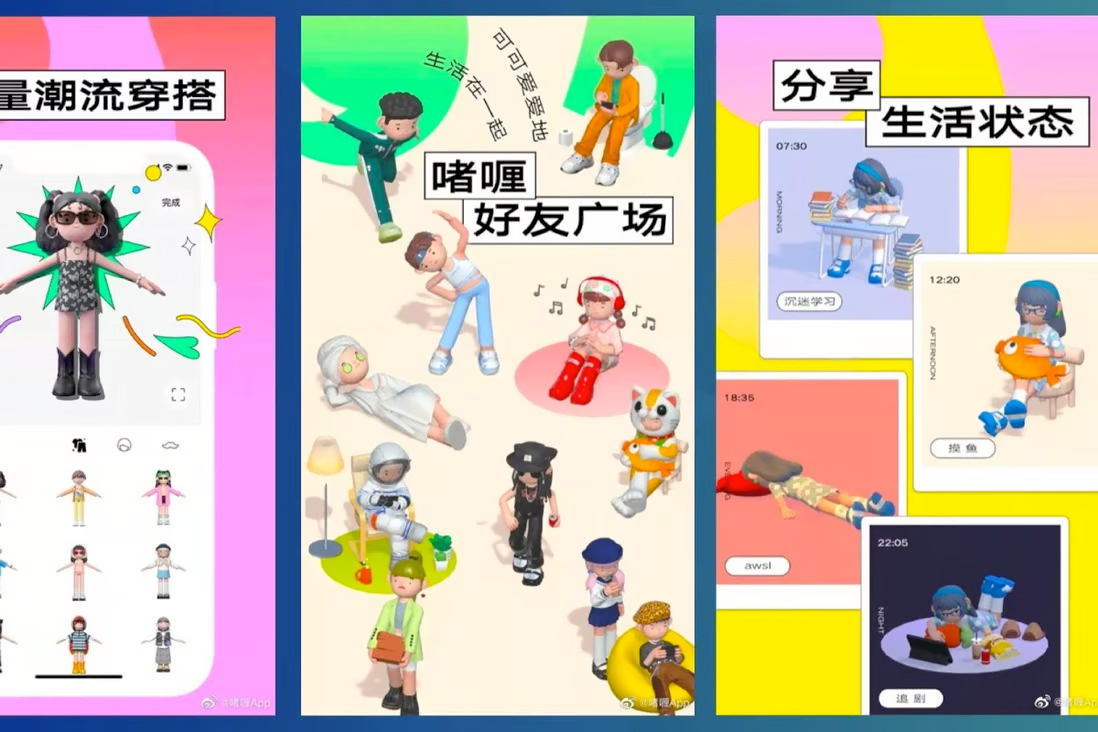 量潮流穿搭
完成
@啫喱App
可可爱爱地
生活在一起
啫喱
好友广场
@啫喱App
分享
生活状态
07:30
MORNING
沉迷学习
12:20
AFTERNOON
摸鱼
18:35
awsl
22:05
NIGHT
追剧